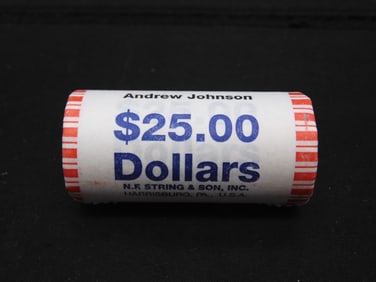 Andrew Johnson
$25.00
Dollars
N.F. STRING & SON, INC.
HARRISBURG, PA., U.S.A.